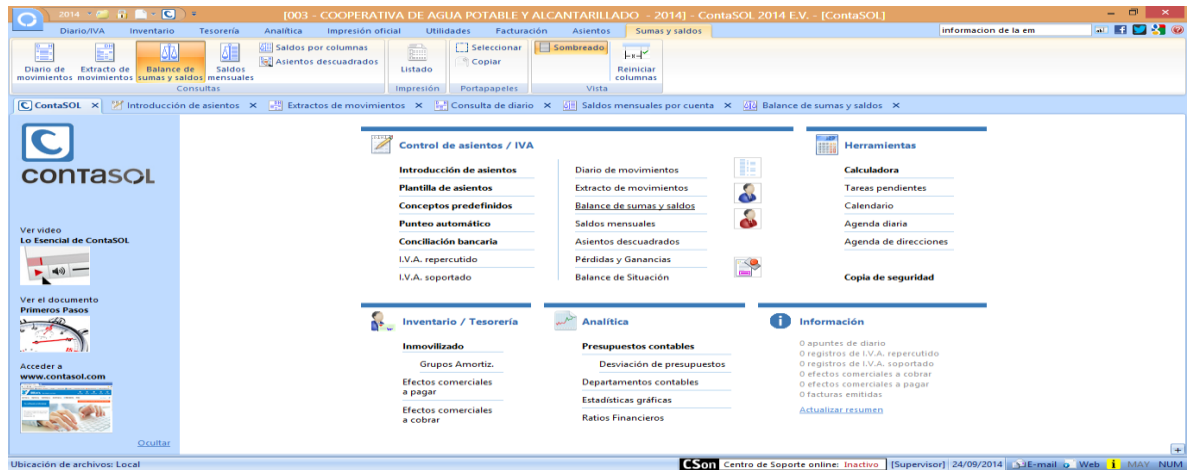 2014
[003 - COOPERATIVA DE AGUA POTABLE Y ALCANTARILLADO - 2014] - ContaSOL 2014 E.V. - [ContaSOL]
Diario/IVA Inventario Tesorería Analítica Impresión oficial Utilidades Facturación Asientos Sumas y saldos
informacion de la em
Diario de movimientos
Extracto de movimientos
Balance de sumas y saldos
Saldos mensuales
Saldos por columnas
Asientos descuadrados
Listado
Seleccionar
Copiar
Sombreado
Reiniciar columnas
Consultas Impresión Portapapeles Vista
ContaSOL Introducción de asientos Extractos de movimientos Consulta de diario Saldos mensuales por cuenta Balance de sumas y saldos
C
contasol
Ver video
Lo Esencial de ContaSOL
Ver el documento
Primeros Pasos
Acceder a
www.contasol.com
Ocultar
Control de asientos / IVA
Introducción de asientos
Plantilla de asientos
Conceptos predefinidos
Punteo automático
Conciliación bancaria
I.V.A. repercutido
I.V.A. soportado
Diario de movimientos
Extracto de movimientos
Balance de sumas y saldos
Saldos mensuales
Asientos descuadrados
Pérdidas y Ganancias
Balance de Situación
Herramientas
Calculadora
Tareas pendientes
Calendario
Agenda diaria
Agenda de direcciones
Copia de seguridad
Inventario / Tesorería
Inmovilizado
Grupos Amortiz.
Efectos comerciales
a pagar
Efectos comerciales
a cobrar
Analítica
Presupuestos contables
Desviación de presupuestos
Departamentos contables
Estadísticas gráficas
Ratios Financieros
Información
0 apuntes de diario
0 registros de I.V.A. repercutido
0 registros de I.V.A. soportado
0 efectos comerciales a cobrar
0 efectos comerciales a pagar
0 facturas emitidas
Actualizar resumen
Ubicación de archivos: Local
CSon Centro de Soporte online: Inactivo [Supervisor] 24/09/2014 E-mail Web MAY NUM